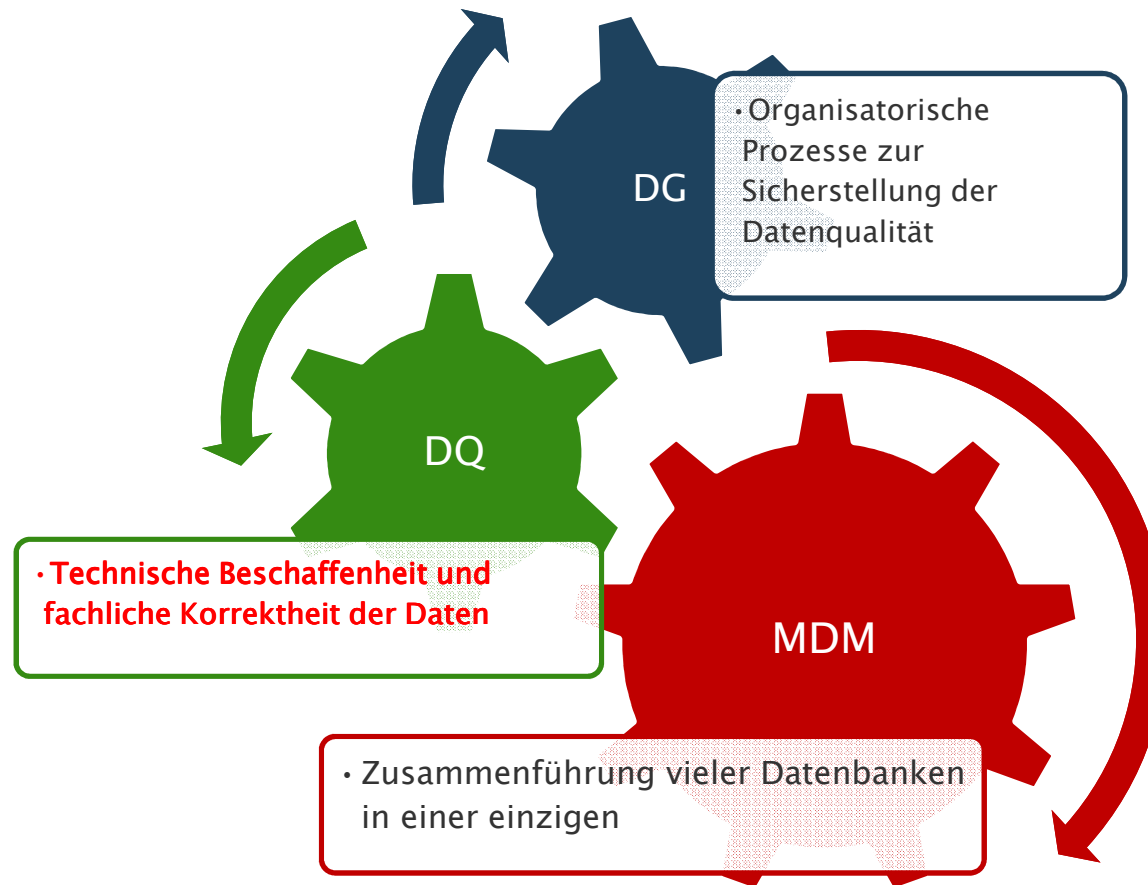 DG
· Organisatorische
Prozesse zur
Sicherstellung der
Datenqualität
DQ
· Technische Beschaffenheit und
fachliche Korrektheit der Daten
MDM
· Zusammenführung vieler Datenbanken
in einer einzigen